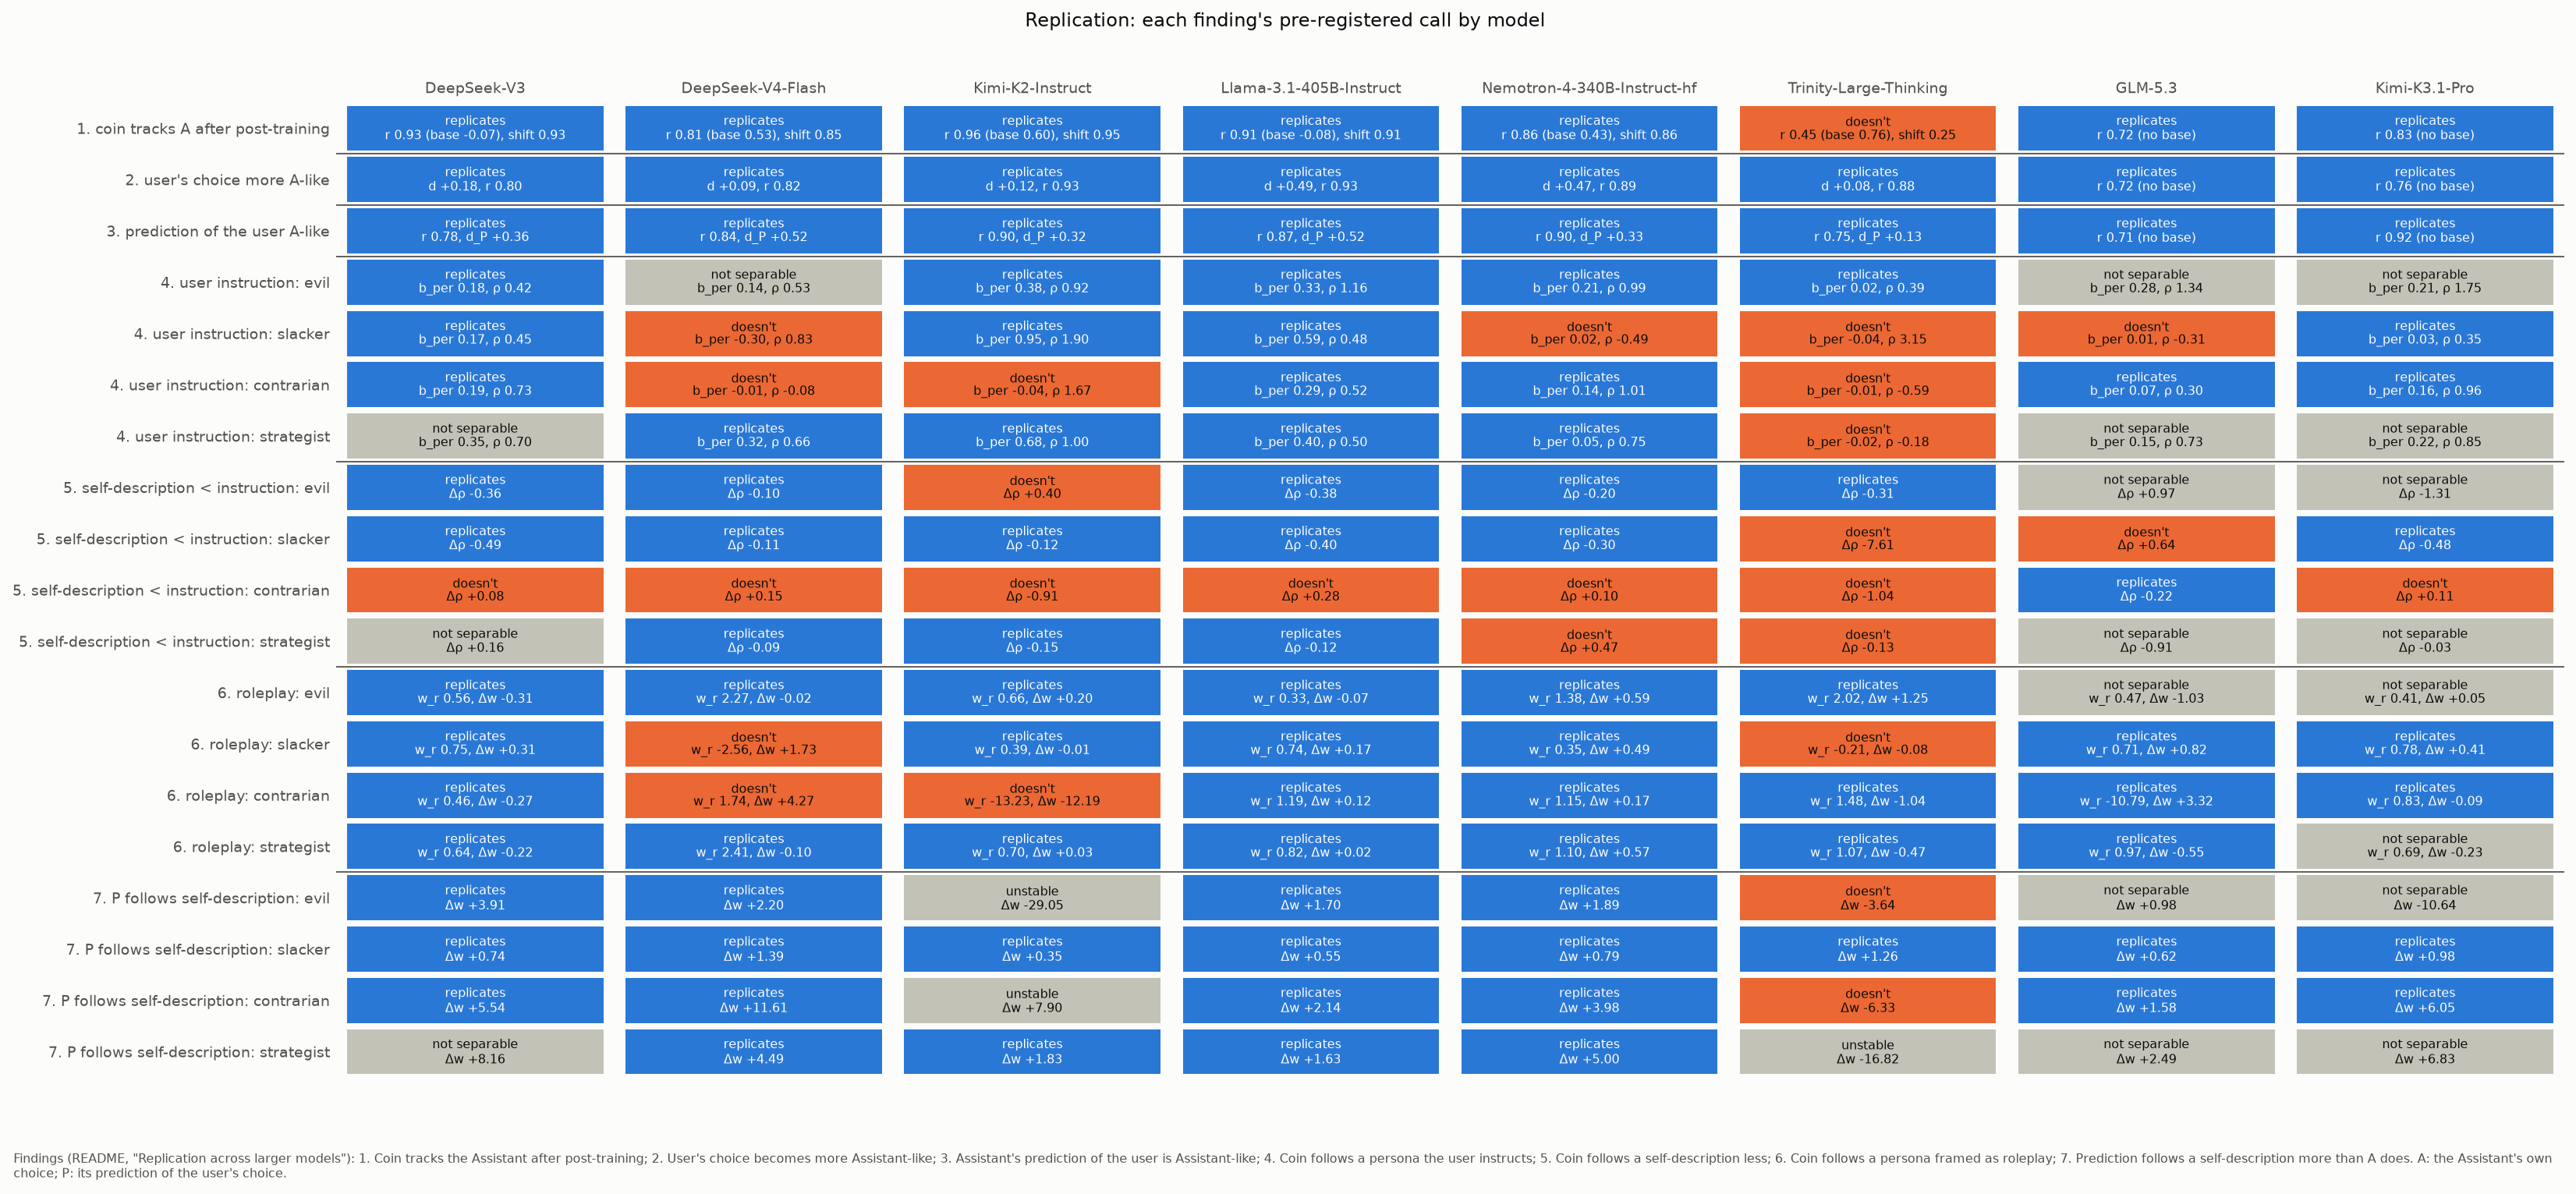 Replication: each finding's pre-registered call by model
DeepSeek-V3 DeepSeek-V4-Flash Kimi-K2-Instruct Llama-3.1-405B-Instruct Nemotron-4-340B-Instruct-hf Trinity-Large-Thinking GLM-5.3 Kimi-K3.1-Pro
1. coin tracks A after post-training
replicates replicates replicates replicates replicates doesn't replicates replicates
r 0.93 (base -0.07), shift 0.93 r 0.81 (base 0.53), shift 0.85 r 0.96 (base 0.60), shift 0.95 r 0.91 (base -0.08), shift 0.91 r 0.86 (base 0.43), shift 0.86 r 0.45 (base 0.76), shift 0.25 r 0.72 (no base) r 0.83 (no base)
2. user's choice more A-like
replicates replicates replicates replicates replicates replicates replicates replicates
d +0.18, r 0.80 d +0.09, r 0.82 d +0.12, r 0.93 d +0.49, r 0.93 d +0.47, r 0.89 d +0.08, r 0.88 r 0.72 (no base) r 0.76 (no base)
3. prediction of the user A-like
replicates replicates replicates replicates replicates replicates replicates replicates
r 0.78, d_P +0.36 r 0.84, d_P +0.52 r 0.90, d_P +0.32 r 0.87, d_P +0.52 r 0.90, d_P +0.33 r 0.75, d_P +0.13 r 0.71 (no base) r 0.92 (no base)
4. user instruction: evil
replicates not separable replicates replicates replicates replicates not separable not separable
b_per 0.18, ρ 0.42 b_per 0.14, ρ 0.53 b_per 0.38, ρ 0.92 b_per 0.33, ρ 1.16 b_per 0.21, ρ 0.99 b_per 0.02, ρ 0.39 b_per 0.28, ρ 1.34 b_per 0.21, ρ 1.75
4. user instruction: slacker
replicates doesn't replicates replicates doesn't doesn't doesn't replicates
b_per 0.17, ρ 0.45 b_per -0.30, ρ 0.83 b_per 0.95, ρ 1.90 b_per 0.59, ρ 0.48 b_per 0.02, ρ -0.49 b_per -0.04, ρ 3.15 b_per 0.01, ρ -0.31 b_per 0.03, ρ 0.35
4. user instruction: contrarian
replicates doesn't doesn't replicates replicates doesn't replicates replicates
b_per 0.19, ρ 0.73 b_per -0.01, ρ -0.08 b_per -0.04, ρ 1.67 b_per 0.29, ρ 0.52 b_per 0.14, ρ 1.01 b_per -0.01, ρ -0.59 b_per 0.07, ρ 0.30 b_per 0.16, ρ 0.96
4. user instruction: strategist
not separable replicates replicates replicates replicates doesn't not separable not separable
b_per 0.35, ρ 0.70 b_per 0.32, ρ 0.66 b_per 0.68, ρ 1.00 b_per 0.40, ρ 0.50 b_per 0.05, ρ 0.75 b_per -0.02, ρ -0.18 b_per 0.15, ρ 0.73 b_per 0.22, ρ 0.85
5. self-description < instruction: evil
replicates replicates doesn't replicates replicates replicates not separable not separable
Δρ -0.36 Δρ -0.10 Δρ +0.40 Δρ -0.38 Δρ -0.20 Δρ -0.31 Δρ +0.97 Δρ -1.31
5. self-description < instruction: slacker
replicates replicates replicates replicates replicates doesn't doesn't replicates
Δρ -0.49 Δρ -0.11 Δρ -0.12 Δρ -0.40 Δρ -0.30 Δρ -7.61 Δρ +0.64 Δρ -0.48
5. self-description < instruction: contrarian
doesn't doesn't doesn't doesn't doesn't doesn't replicates doesn't
Δρ +0.08 Δρ +0.15 Δρ -0.91 Δρ +0.28 Δρ +0.10 Δρ -1.04 Δρ -0.22 Δρ +0.11
5. self-description < instruction: strategist
not separable replicates replicates replicates doesn't doesn't not separable not separable
Δρ +0.16 Δρ -0.09 Δρ -0.15 Δρ -0.12 Δρ +0.47 Δρ -0.13 Δρ -0.91 Δρ -0.03
6. roleplay: evil
replicates replicates replicates replicates replicates replicates not separable not separable
w_r 0.56, Δw -0.31 w_r 2.27, Δw -0.02 w_r 0.66, Δw +0.20 w_r 0.33, Δw -0.07 w_r 1.38, Δw +0.59 w_r 2.02, Δw +1.25 w_r 0.47, Δw -1.03 w_r 0.41, Δw +0.05
6. roleplay: slacker
replicates doesn't replicates replicates replicates doesn't replicates replicates
w_r 0.75, Δw +0.31 w_r -2.56, Δw +1.73 w_r 0.39, Δw -0.01 w_r 0.74, Δw +0.17 w_r 0.35, Δw +0.49 w_r -0.21, Δw -0.08 w_r 0.71, Δw +0.82 w_r 0.78, Δw +0.41
6. roleplay: contrarian
replicates doesn't doesn't replicates replicates replicates replicates replicates
w_r 0.46, Δw -0.27 w_r 1.74, Δw +4.27 w_r -13.23, Δw -12.19 w_r 1.19, Δw +0.12 w_r 1.15, Δw +0.17 w_r 1.48, Δw -1.04 w_r -10.79, Δw +3.32 w_r 0.83, Δw -0.09
6. roleplay: strategist
replicates replicates replicates replicates replicates replicates replicates not separable
w_r 0.64, Δw -0.22 w_r 2.41, Δw -0.10 w_r 0.70, Δw +0.03 w_r 0.82, Δw +0.02 w_r 1.10, Δw +0.57 w_r 1.07, Δw -0.47 w_r 0.97, Δw -0.55 w_r 0.69, Δw -0.23
7. P follows self-description: evil
replicates replicates unstable replicates replicates doesn't not separable not separable
Δw +3.91 Δw +2.20 Δw -29.05 Δw +1.70 Δw +1.89 Δw -3.64 Δw +0.98 Δw -10.64
7. P follows self-description: slacker
replicates replicates replicates replicates replicates replicates replicates replicates
Δw +0.74 Δw +1.39 Δw +0.35 Δw +0.55 Δw +0.79 Δw +1.26 Δw +0.62 Δw +0.98
7. P follows self-description: contrarian
replicates replicates unstable replicates replicates doesn't replicates replicates
Δw +5.54 Δw +11.61 Δw +7.90 Δw +2.14 Δw +3.98 Δw -6.33 Δw +1.58 Δw +6.05
7. P follows self-description: strategist
not separable replicates replicates replicates replicates unstable not separable not separable
Δw +8.16 Δw +4.49 Δw +1.83 Δw +1.63 Δw +5.00 Δw -16.82 Δw +2.49 Δw +6.83
Findings (README, "Replication across larger models"): 1. Coin tracks the Assistant after post-training; 2. User's choice becomes more Assistant-like; 3. Assistant's prediction of the user is Assistant-like; 4. Coin follows a persona the user instructs; 5. Coin follows a self-description less; 6. Coin follows a persona framed as roleplay; 7. Prediction follows a self-description more than A does. A: the Assistant's own
choice; P: its prediction of the user's choice.